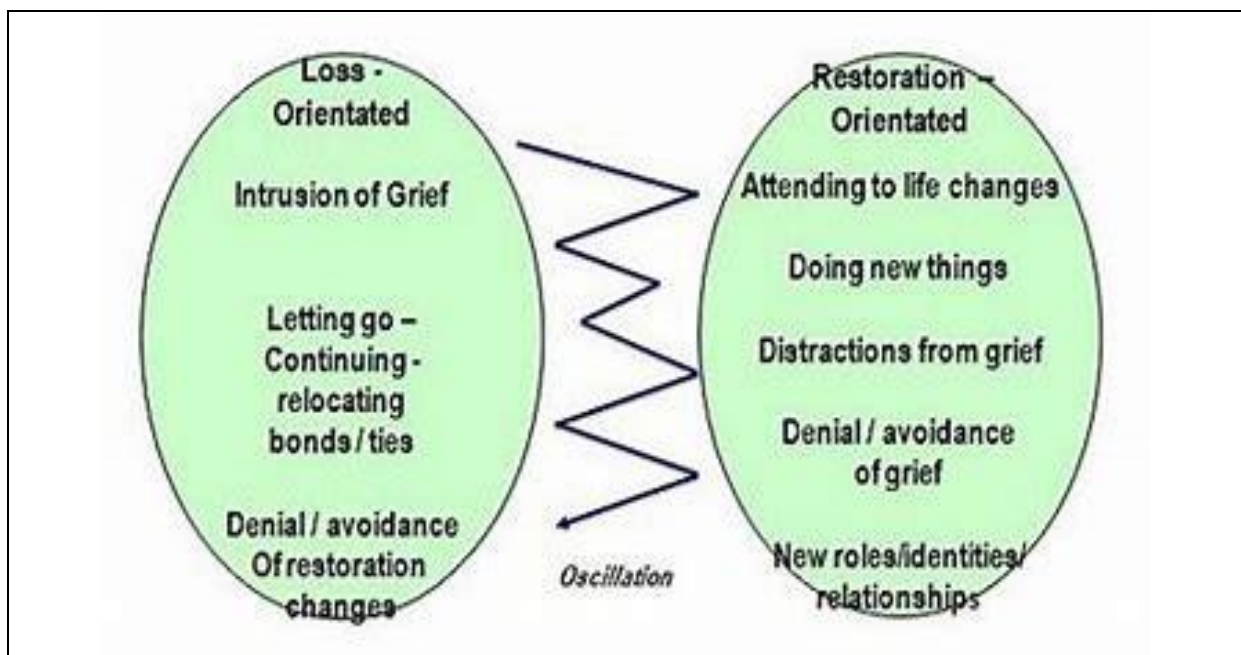 Loss -
Orientated
Intrusion of Grief
Letting go –
Continuing -
relocating
bonds / ties
Denial / avoidance
Of restoration
changes
Oscillation
Restoration –
Orientated
Attending to life changes
Doing new things
Distractions from grief
Denial / avoidance
of grief
New roles/identities/
relationships